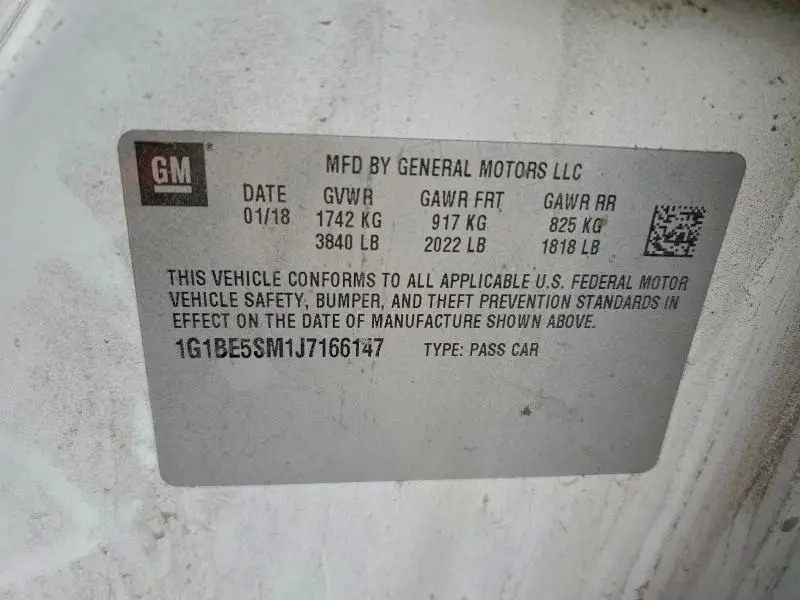 GM®
MFD BY GENERAL MOTORS LLC
DATE GVWR GAWR FRT GAWR RR
01/18 1742 KG 917 KG 825 KG
3840 LB 2022 LB 1818 LB
THIS VEHICLE CONFORMS TO ALL APPLICABLE U.S. FEDERAL MOTOR
VEHICLE SAFETY, BUMPER, AND THEFT PREVENTION STANDARDS IN
EFFECT ON THE DATE OF MANUFACTURE SHOWN ABOVE.
1G1BE5SM1J7166147 TYPE: PASS CAR